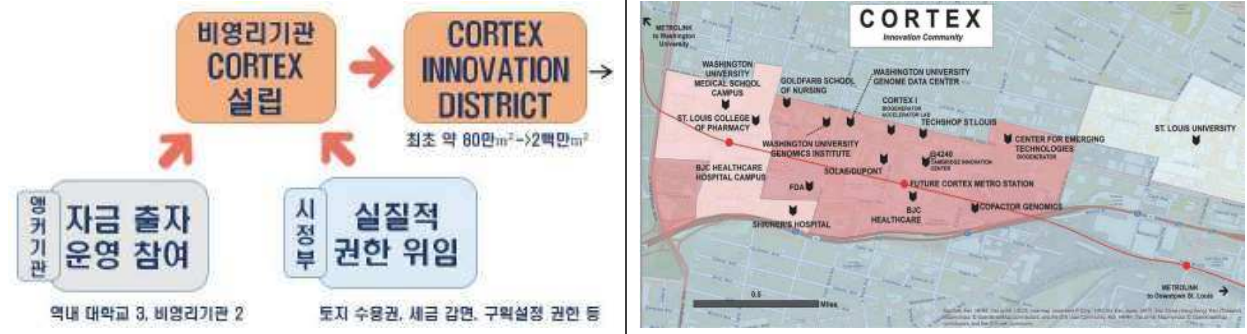 비영리기관
CORTEX
설립
CORTEX
INNOVATION
DISTRICT
최초 약 80만㎡->2백만㎡
앵커기관
자금 출자
운영 참여
역내 대학교 3, 비영리기관 2
시정부
실질적
권한 위임
토지 수용권, 세금 감면, 구획설정 권한 등
CORTEX
Innovation Community
METROLINK
to Washington
University
WASHINGTON
UNIVERSITY
MEDICAL SCHOOL
CAMPUS
GOLDFARB SCHOOL
OF NURSING
WASHINGTON UNIVERSITY
GENOME DATA CENTER
CORTEX I
BIOGENERATOR
ACCELERATOR LAB
TECHSHOP ST.LOUIS
ST. LOUIS COLLEGE
OF PHARMACY
WASHINGTON UNIVERSITY
GENOMICS INSTITUTE
@4240
CAMBRIDGE INNOVATION
CENTER
CENTER FOR EMERGING
TECHNOLOGIES
BIOGENERATOR
ST. LOUIS UNIVERSITY
BJC HEALTHCARE
HOSPITAL CAMPUS
SOLAE/DUPONT
FDA
FUTURE CORTEX METRO STATION
BJC
HEALTHCARE
COFACTOR GENOMICS
SHRINER'S HOSPITAL
METROLINK
to Downtown St. Louis
0.5
Miles